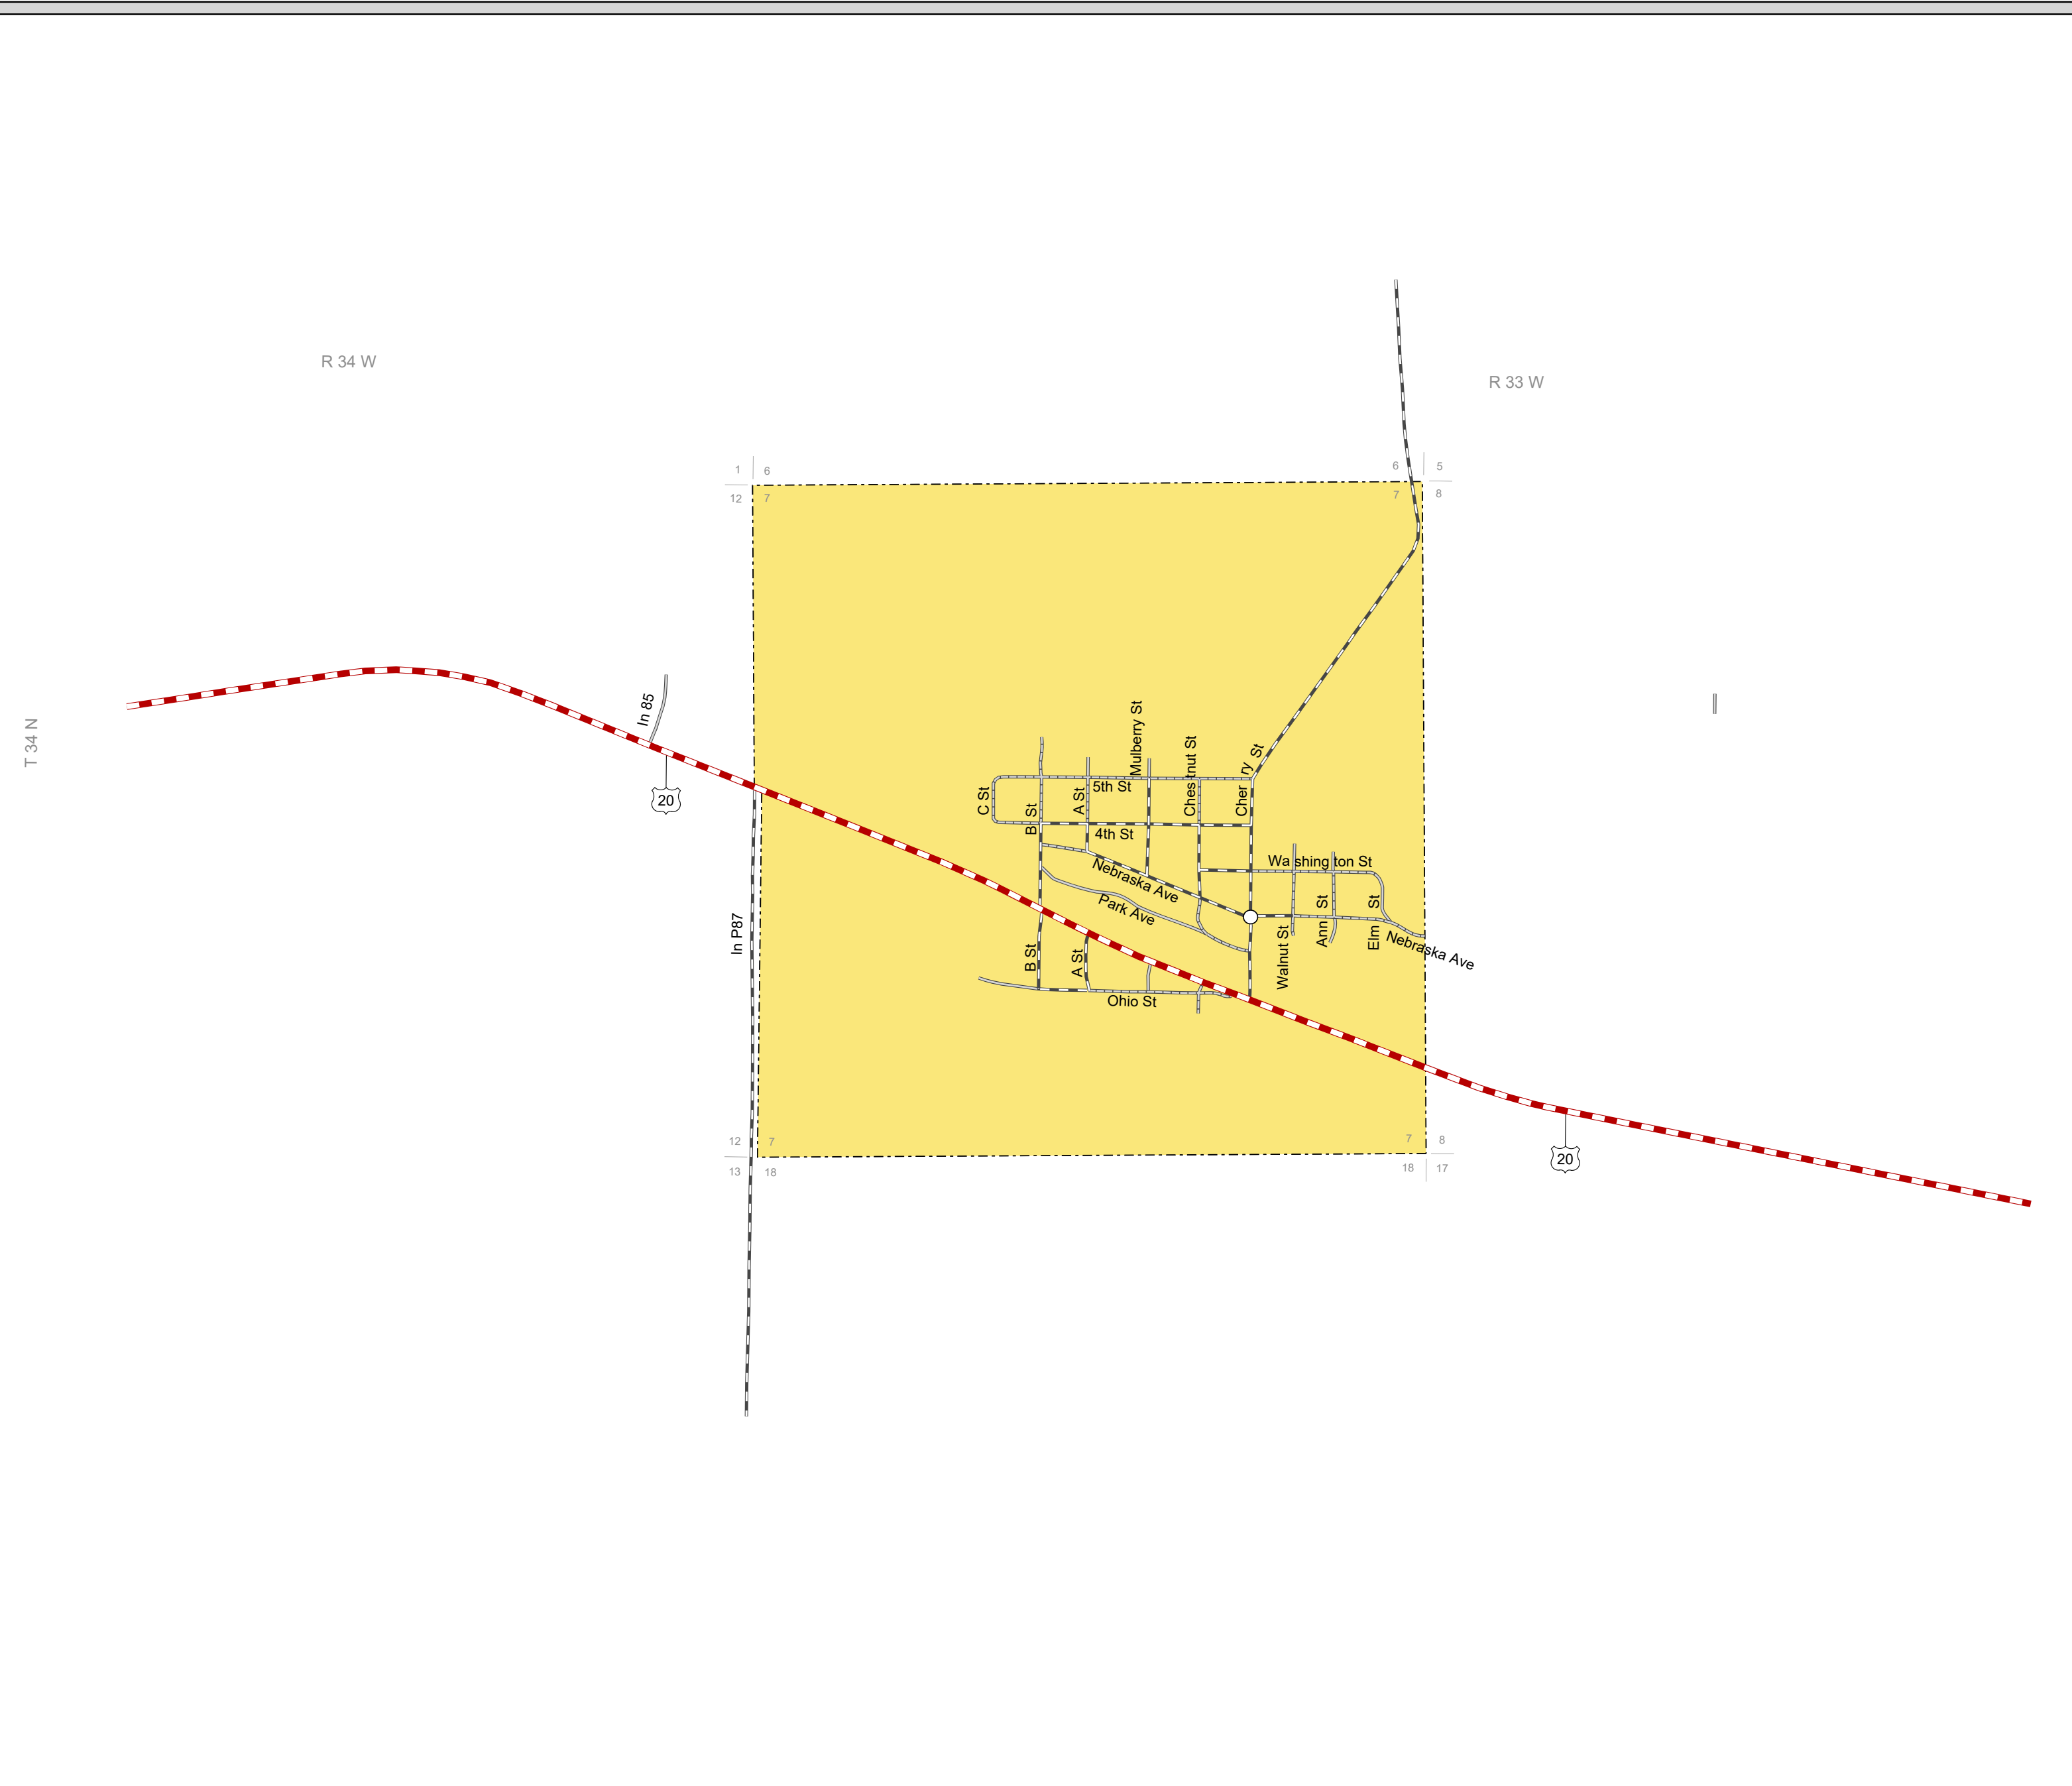 R 34 W
R 33 W
1
6
6
5
12
7
7
8
T 34 N
In 85
20
Mulberry St
Chestnut St
Cherry St
5th St
C St
B St
A St
4th St
Washington St
Nebraska Ave
Park Ave
In P87
B St
A St
Walnut St
Ann St
Elm St
Nebraska Ave
Ohio St
12
7
7
8
13
18
18
17
20